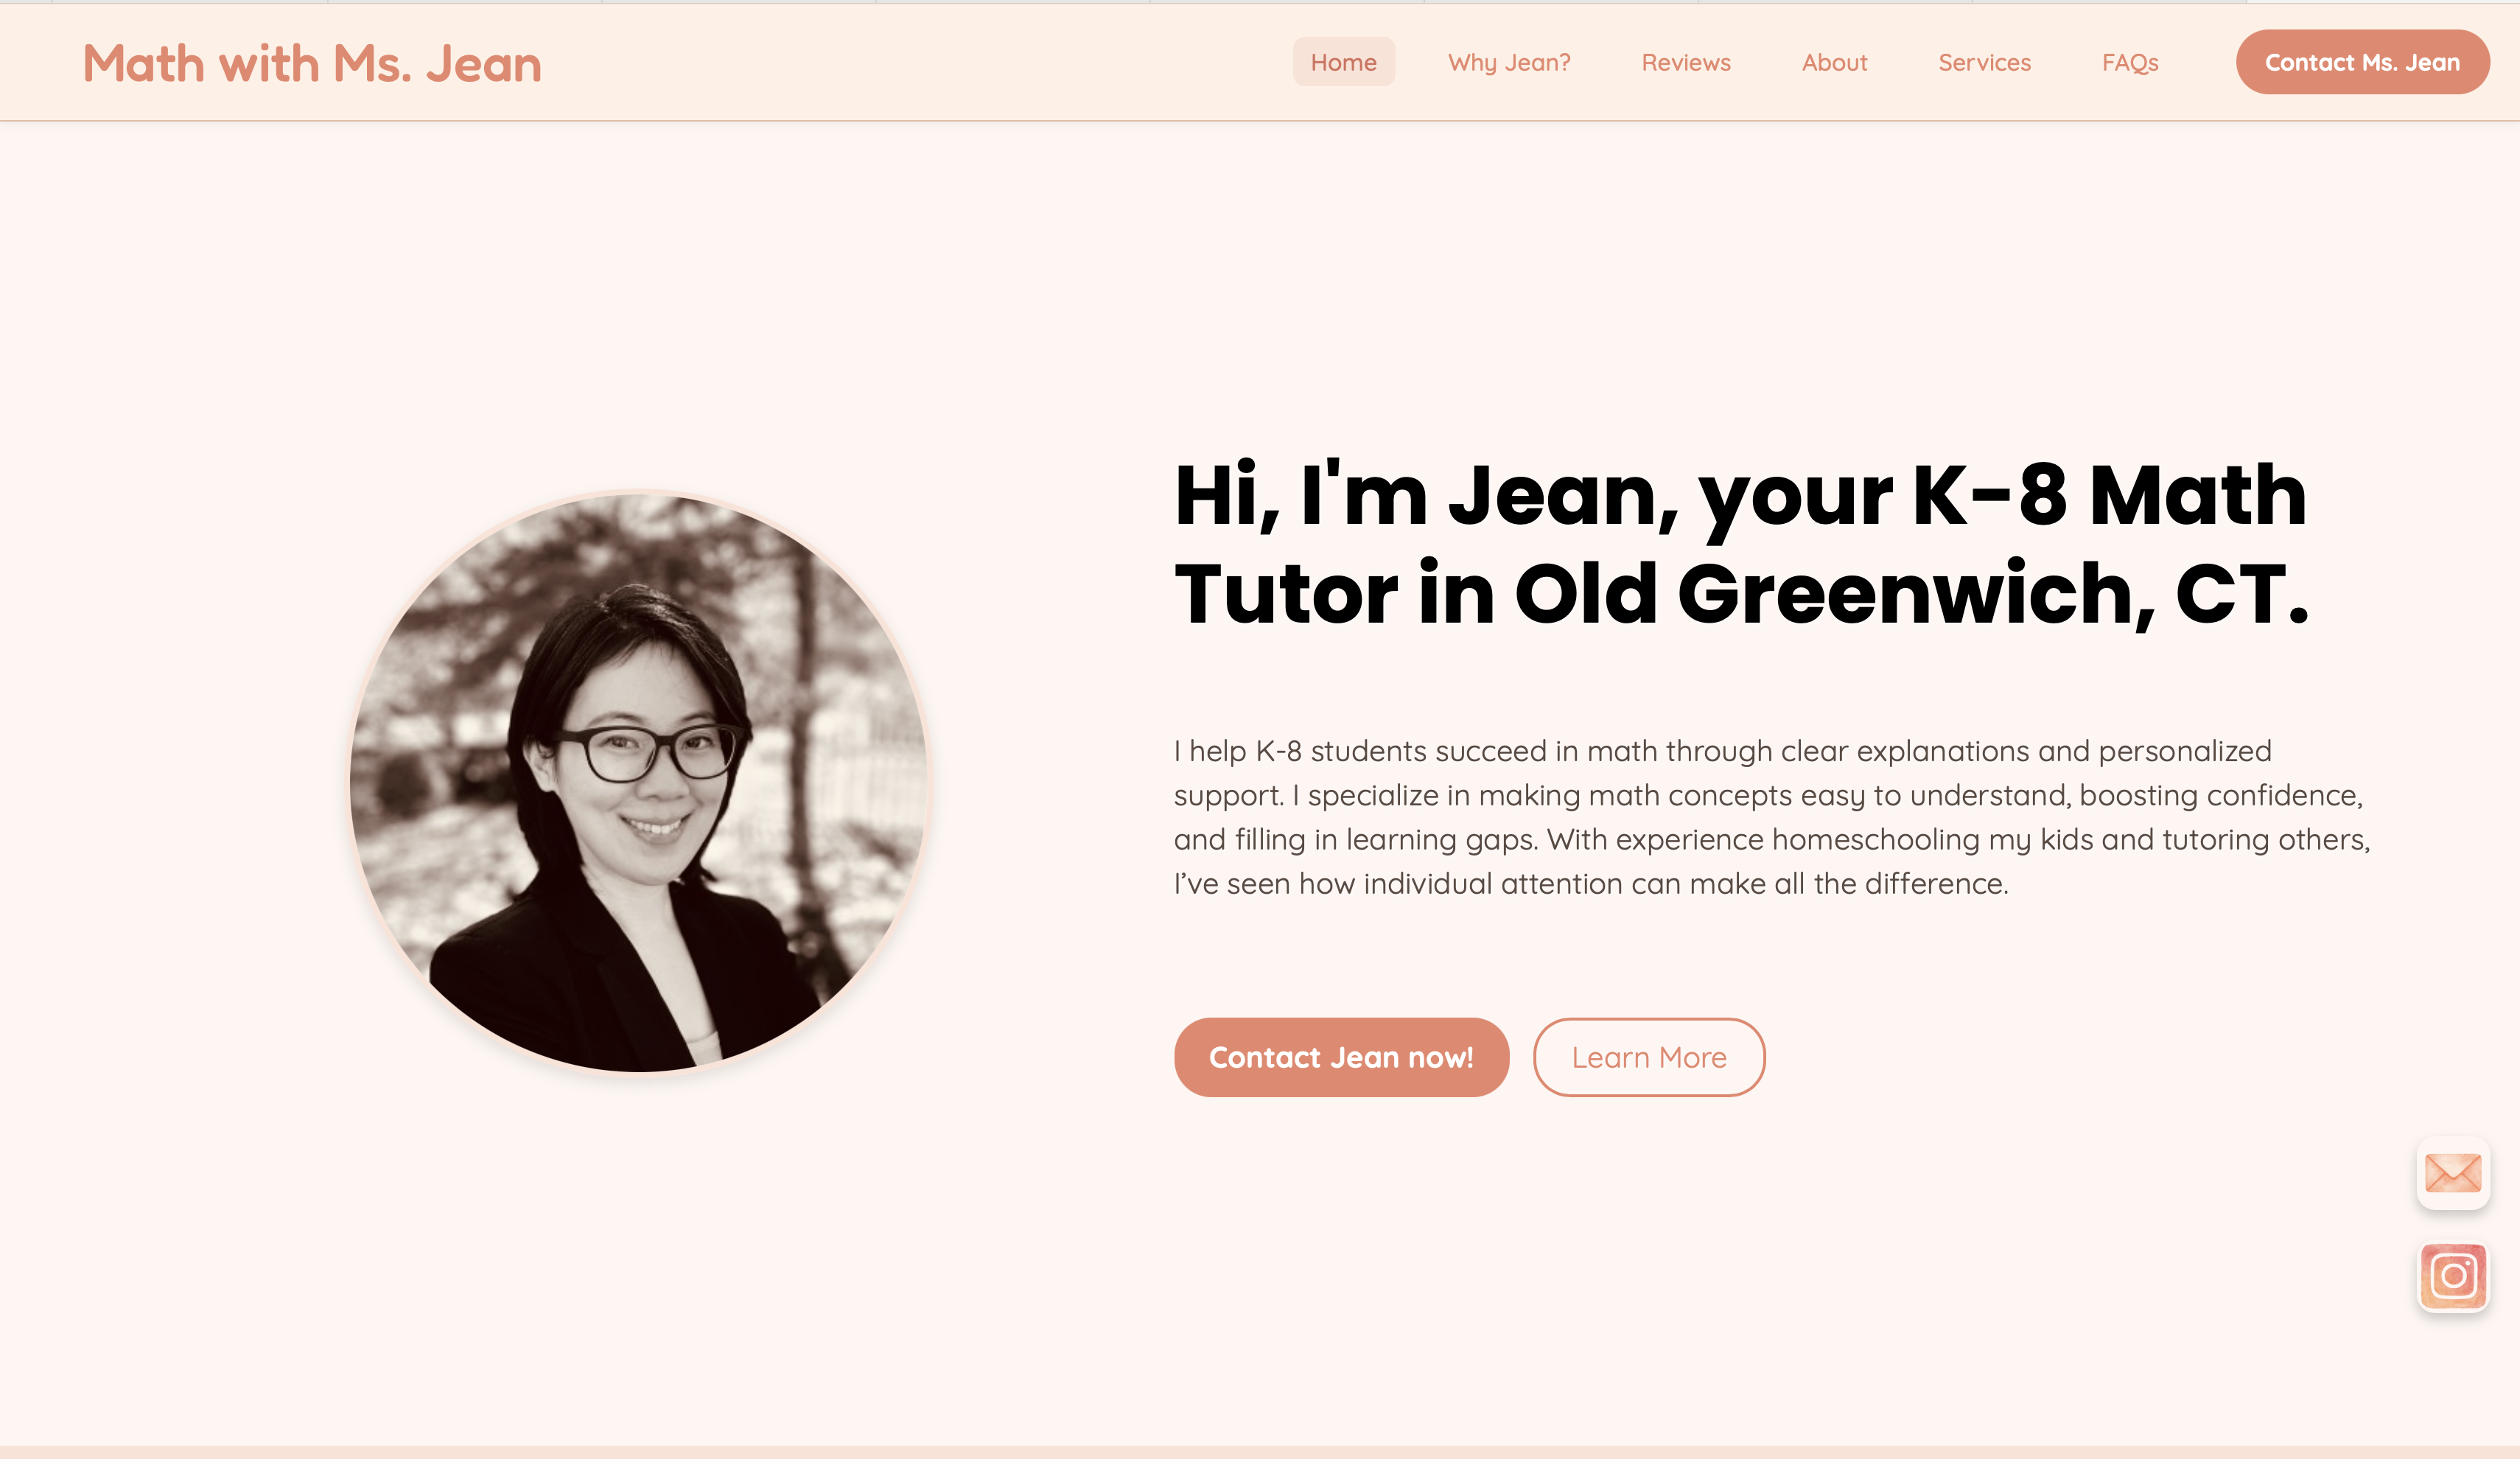 Math with Ms. Jean
Home
Why Jean?
Reviews
About
Services
FAQs
Contact Ms. Jean
Hi, I'm Jean, your K–8 Math
Tutor in Old Greenwich, CT.
I help K-8 students succeed in math through clear explanations and personalized
support. I specialize in making math concepts easy to understand, boosting confidence,
and filling in learning gaps. With experience homeschooling my kids and tutoring others,
I’ve seen how individual attention can make all the difference.
Contact Jean now!
Learn More